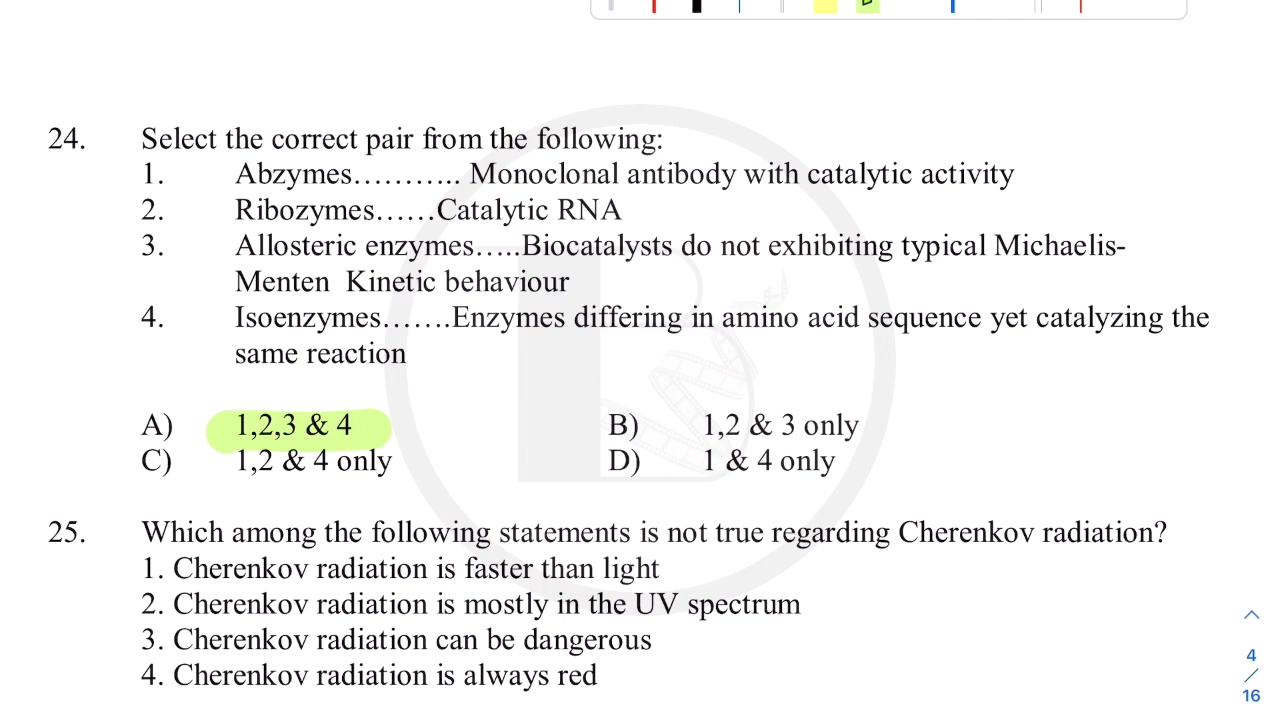 24. Select the correct pair from the following:
1. Abzymes……….. Monoclonal antibody with catalytic activity
2. Ribozymes……Catalytic RNA
3. Allosteric enzymes…..Biocatalysts do not exhibiting typical Michaelis-
Menten Kinetic behaviour
4. Isoenzymes…….Enzymes differing in amino acid sequence yet catalyzing the
same reaction
A) 1,2,3 & 4 B) 1,2 & 3 only
C) 1,2 & 4 only D) 1 & 4 only
25. Which among the following statements is not true regarding Cherenkov radiation?
1. Cherenkov radiation is faster than light
2. Cherenkov radiation is mostly in the UV spectrum
3. Cherenkov radiation can be dangerous
4. Cherenkov radiation is always red
4
/
16